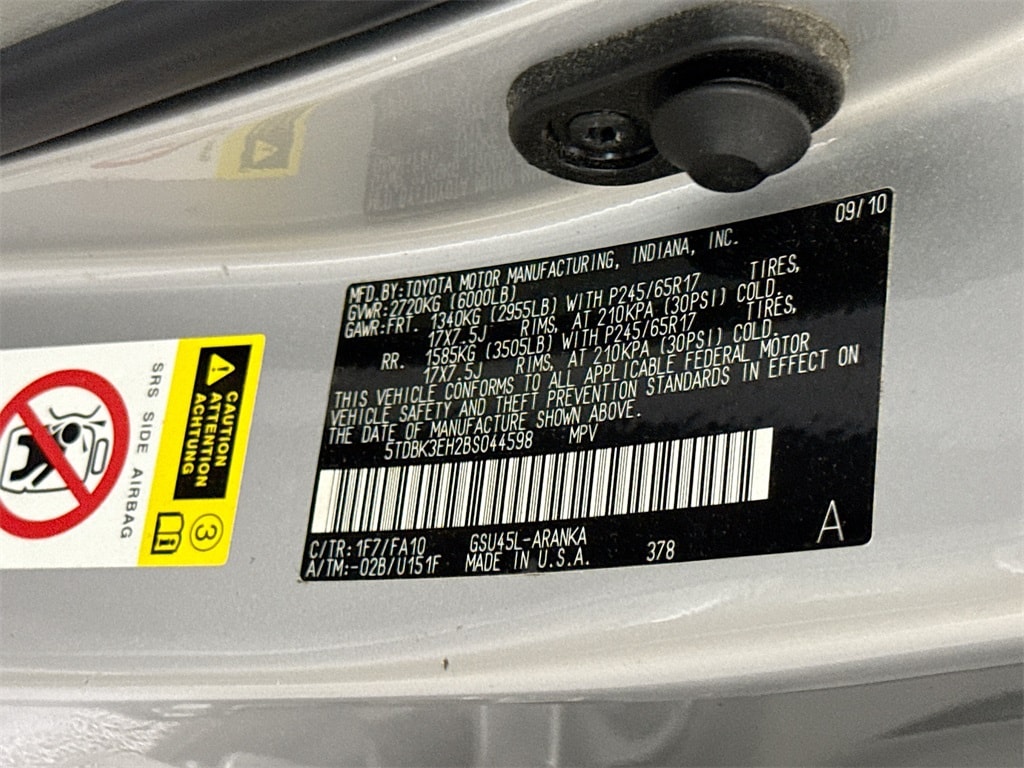 09/10
MFD.BY:TOYOTA MOTOR MANUFACTURING, INDIANA, INC.
GVWR:2720KG (6000LB)
GAWR:FRT. 1340KG (2955LB) WITH P245/65R17 TIRES,
17X7.5J RIMS, AT 210KPA (30PSI) COLD.
RR. 1585KG (3505LB) WITH P245/65R17 TIRES,
17X7.5J RIMS, AT 210KPA (30PSI) COLD.
THIS VEHICLE CONFORMS TO ALL APPLICABLE FEDERAL MOTOR
VEHICLE SAFETY AND THEFT PREVENTION STANDARDS IN EFFECT ON
THE DATE OF MANUFACTURE SHOWN ABOVE.
5TDBK3EH2BS044598 MPV
C/TR:1F7/FA10 GSU45L-ARANKA
A/TM:-02B/U151F MADE IN U.S.A. 378
A
CAUTION
ATTENTION
ACHTUNG
SRS SIDE AIRBAG
3